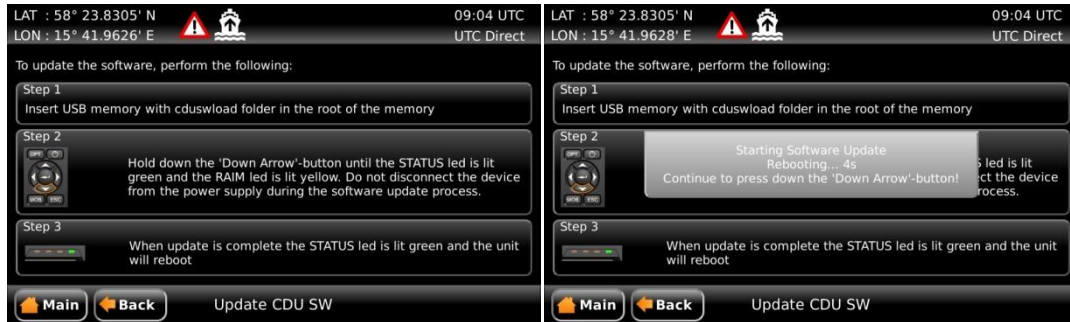 LAT : 58° 23.8305' N
09:04 UTC
LON : 15° 41.9626' E
UTC Direct
To update the software, perform the following:
Step 1
Insert USB memory with cduswload folder in the root of the memory
Step 2
OPT
MOB ESC
Hold down the 'Down Arrow'-button until the STATUS led is lit
green and the RAIM led is lit yellow. Do not disconnect the device
from the power supply during the software update process.
Step 3
When update is complete the STATUS led is lit green and the unit
will reboot
Main
Back
Update CDU SW
LAT : 58° 23.8305' N
09:04 UTC
LON : 15° 41.9628' E
UTC Direct
To update the software, perform the following:
Step 1
Insert USB memory with cduswload folder in the root of the memory
Step 2
OPT
MOB ESC
Starting Software Update
Rebooting... 4s
Continue to press down the 'Down Arrow'-button!
led is lit
the device
rocess.
Step 3
When update is complete the STATUS led is lit green and the unit
will reboot
Main
Back
Update CDU SW